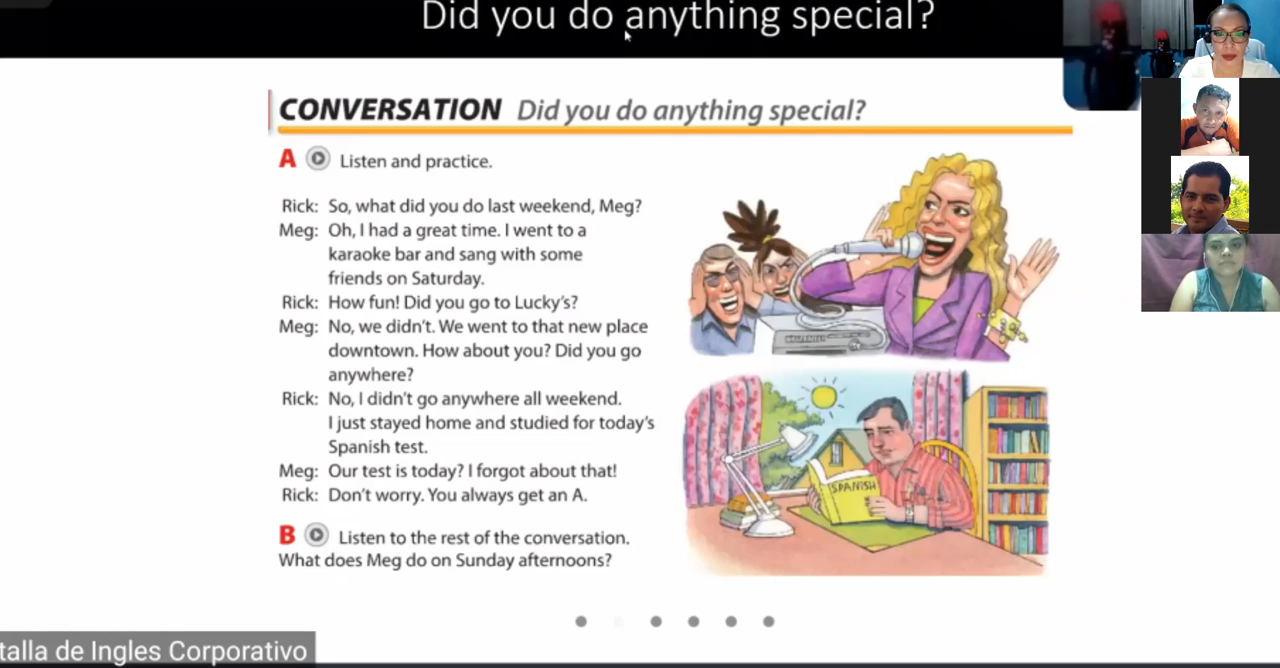 Did you do anything special?
CONVERSATION Did you do anything special?
A Listen and practice.
Rick: So, what did you do last weekend, Meg?
Meg: Oh, I had a great time. I went to a
karaoke bar and sang with some
friends on Saturday.
Rick: How fun! Did you go to Lucky's?
Meg: No, we didn't. We went to that new place
downtown. How about you? Did you go
anywhere?
Rick: No, I didn't go anywhere all weekend.
I just stayed home and studied for today's
Spanish test.
Meg: Our test is today? I forgot about that!
Rick: Don't worry. You always get an A.
SPANISH
B Listen to the rest of the conversation.
What does Meg do on Sunday afternoons?
talla de Ingles Corporativo